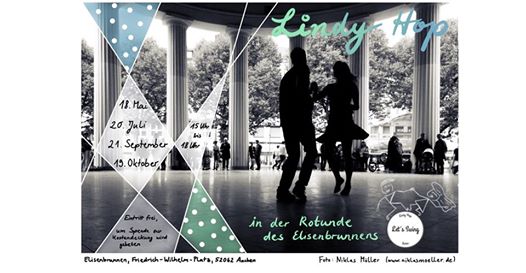 Lindy Hop
18. Mai
20. Juli
21. September
19. Oktober
15 Uhr
bis
18 Uhr
Eintritt frei,
um Spende zur
Kostendeckung wird
gebeten
in der Rotunde
des Elisenbrunnens
Let's Swing
Elisenbrunnen, Friedrich-Wilhelm-Platz, 52062 Aachen
Foto: Niklas Möller (www.niklasmoeller.de)